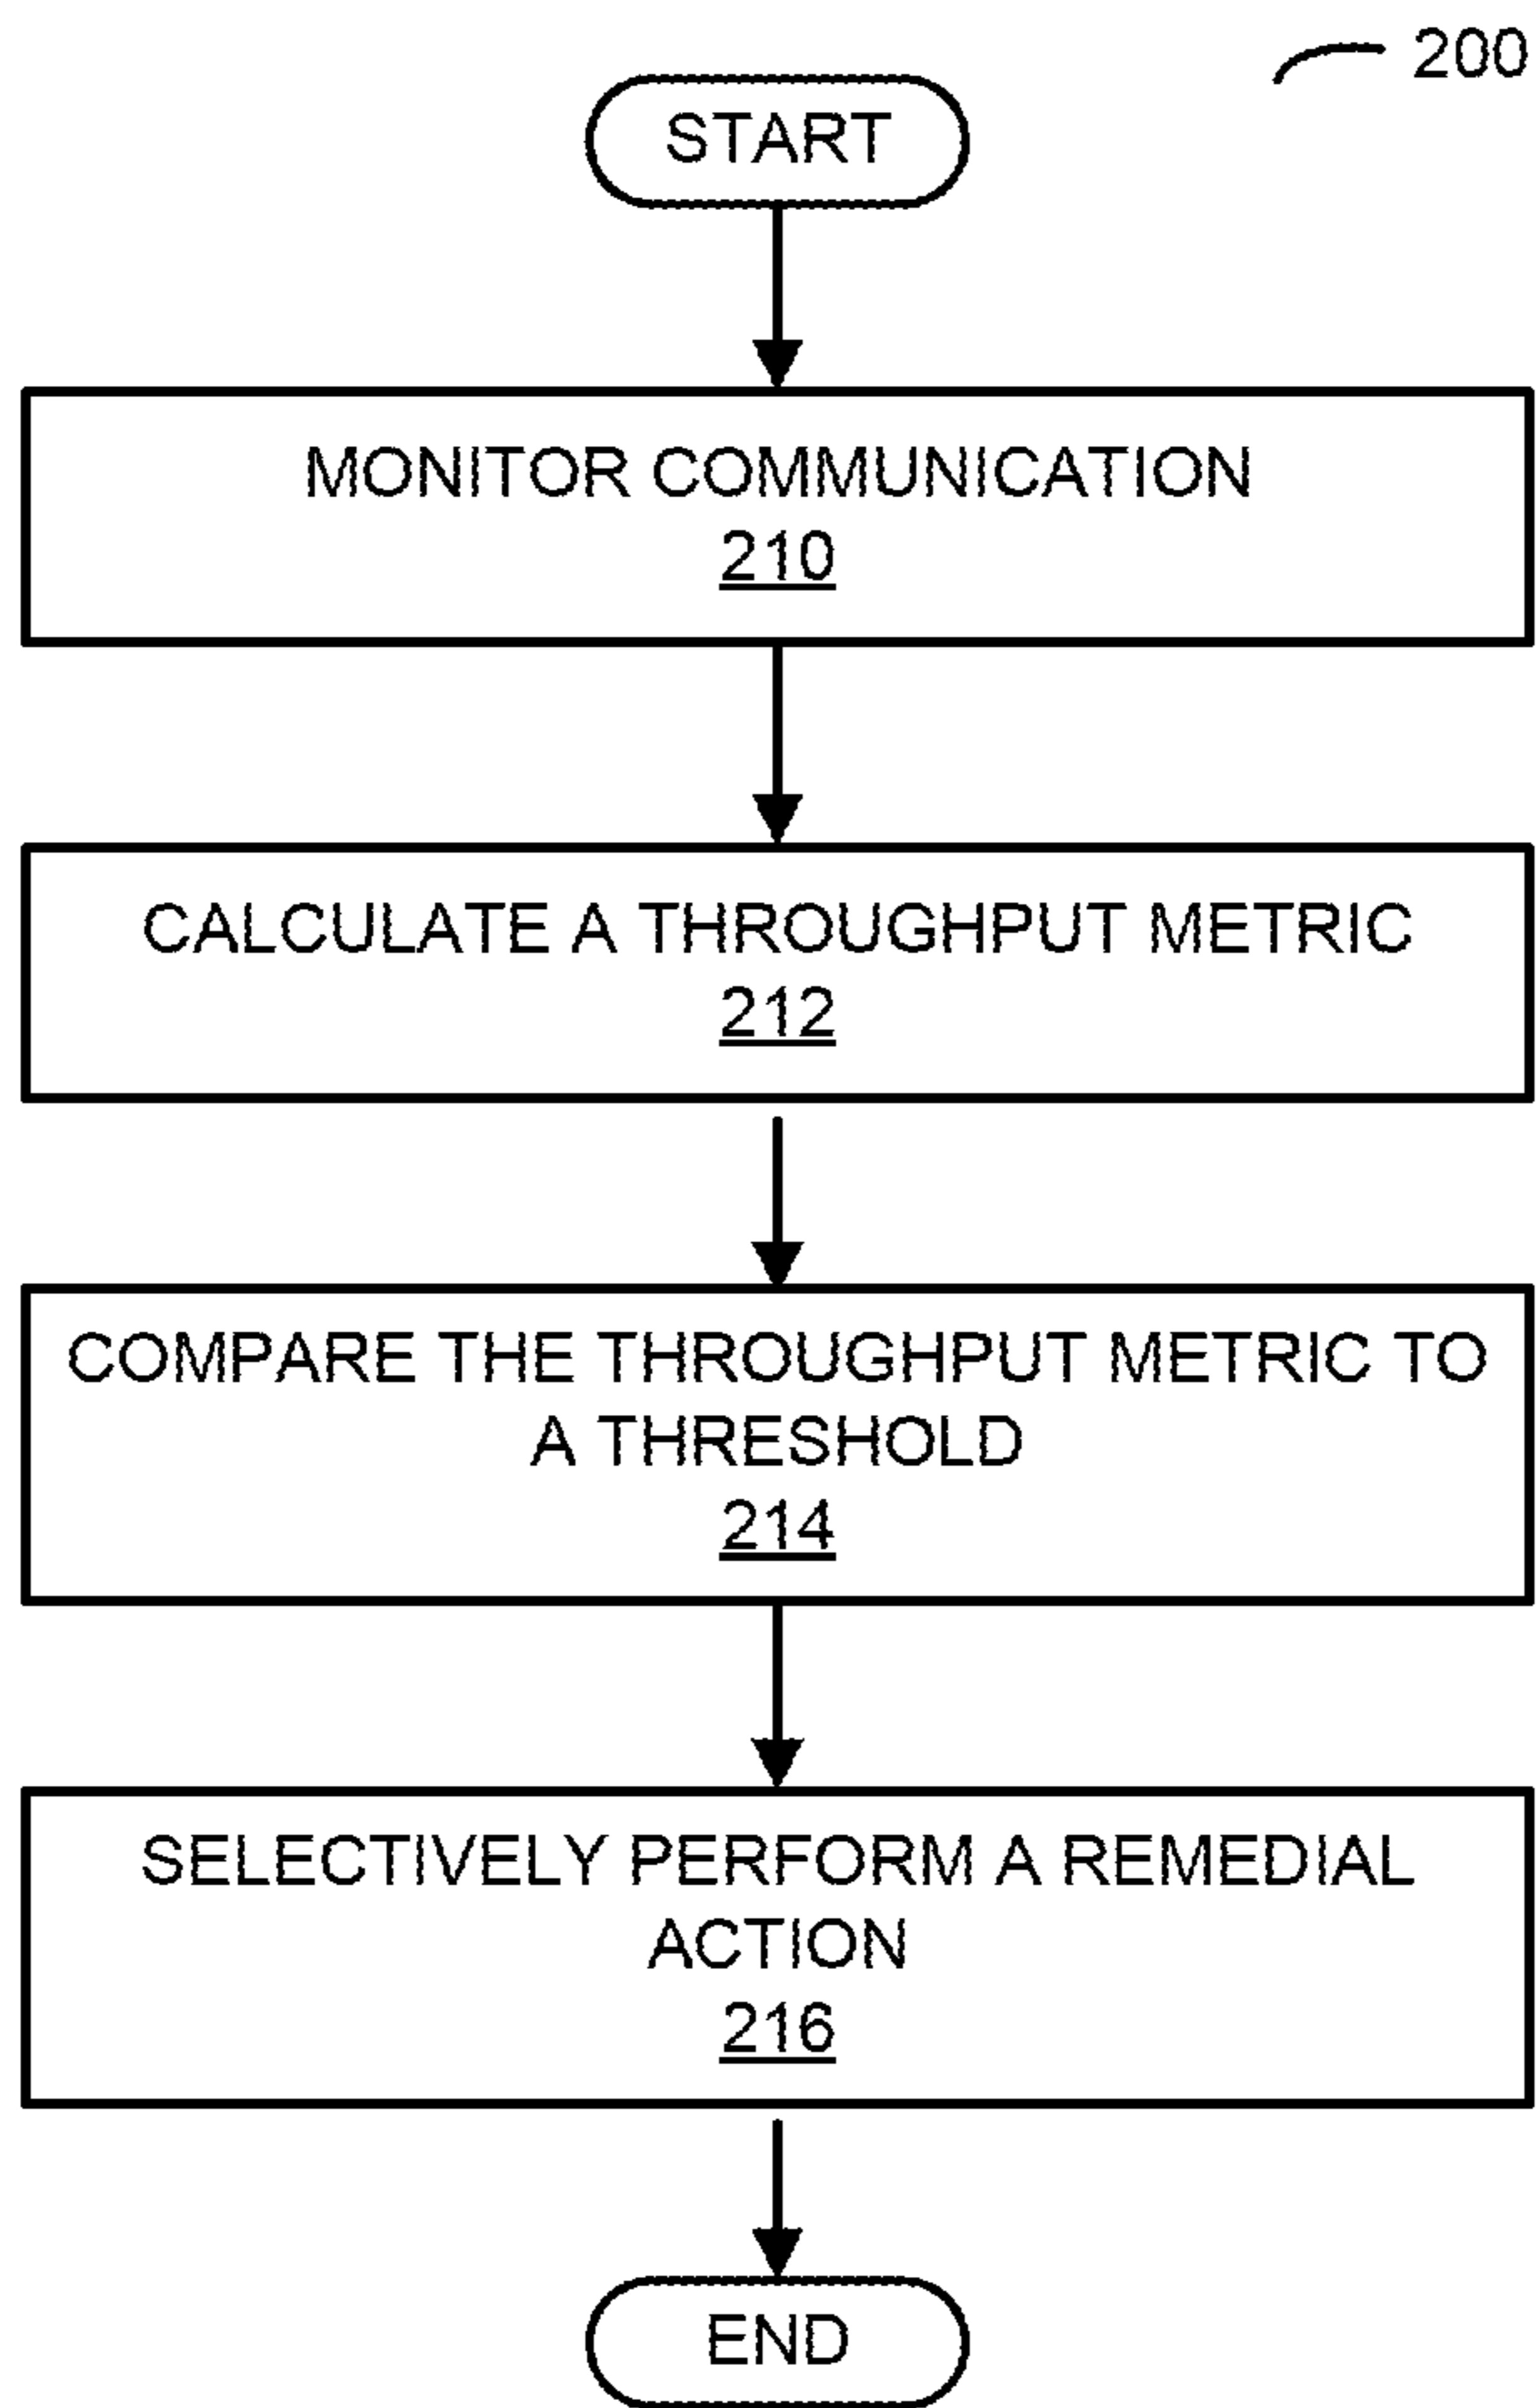 200
START
MONITOR COMMUNICATION
210
CALCULATE A THROUGHPUT METRIC
212
COMPARE THE THROUGHPUT METRIC TO
A THRESHOLD
214
SELECTIVELY PERFORM A REMEDIAL
ACTION
216
END